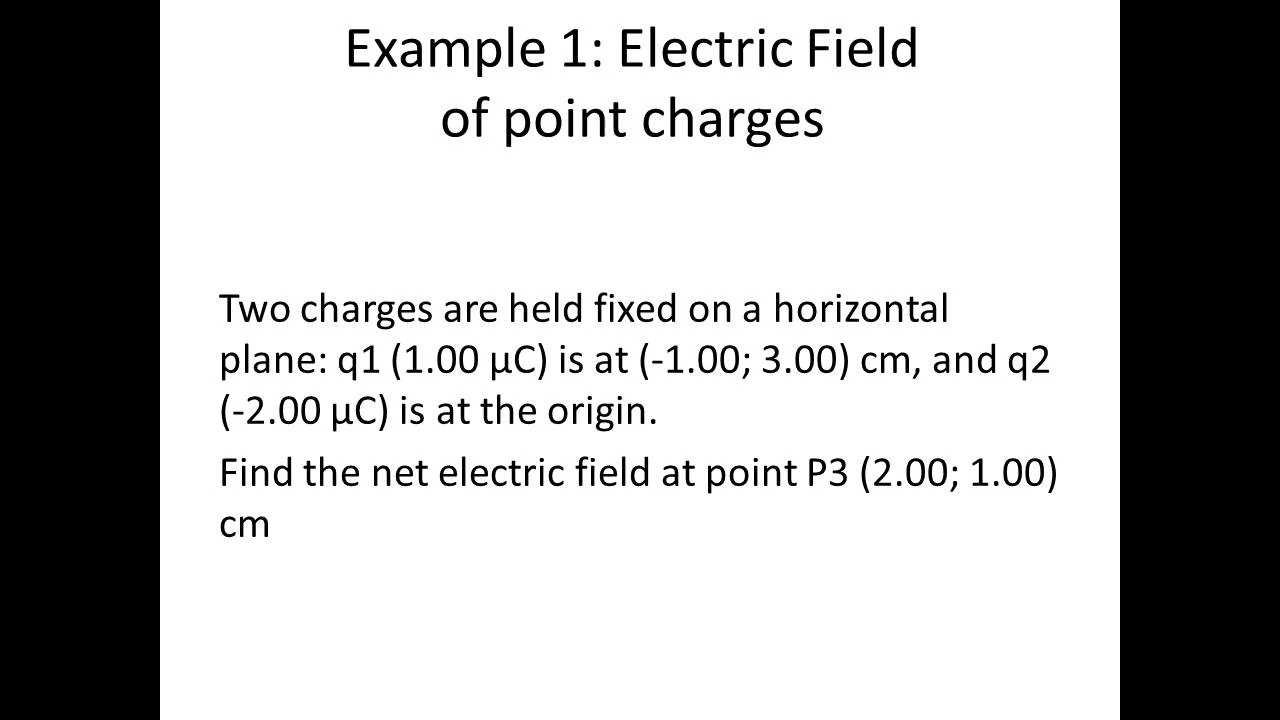 Example 1: Electric Field
of point charges
Two charges are held fixed on a horizontal
plane: q1 (1.00 µC) is at (-1.00; 3.00) cm, and q2
(-2.00 µC) is at the origin.
Find the net electric field at point P3 (2.00; 1.00)
cm